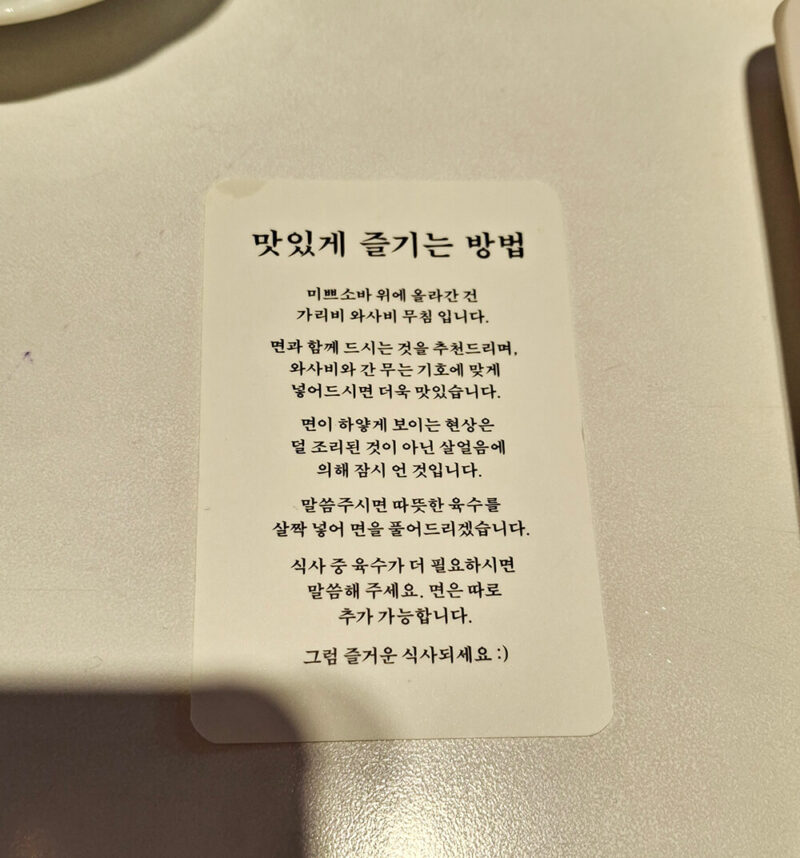 맛있게 즐기는 방법
미쁘소바 위에 올라간 건
가리비 와사비 무침 입니다.
면과 함께 드시는 것을 추천드리며,
와사비와 간 무는 기호에 맞게
넣어드시면 더욱 맛있습니다.
면이 하얗게 보이는 현상은
덜 조리된 것이 아닌 살얼음에
의해 잠시 언 것입니다.
말씀주시면 따뜻한 육수를
살짝 넣어 면을 풀어드리겠습니다.
식사 중 육수가 더 필요하시면
말씀해 주세요. 면은 따로
추가 가능합니다.
그럼 즐거운 식사되세요 :)